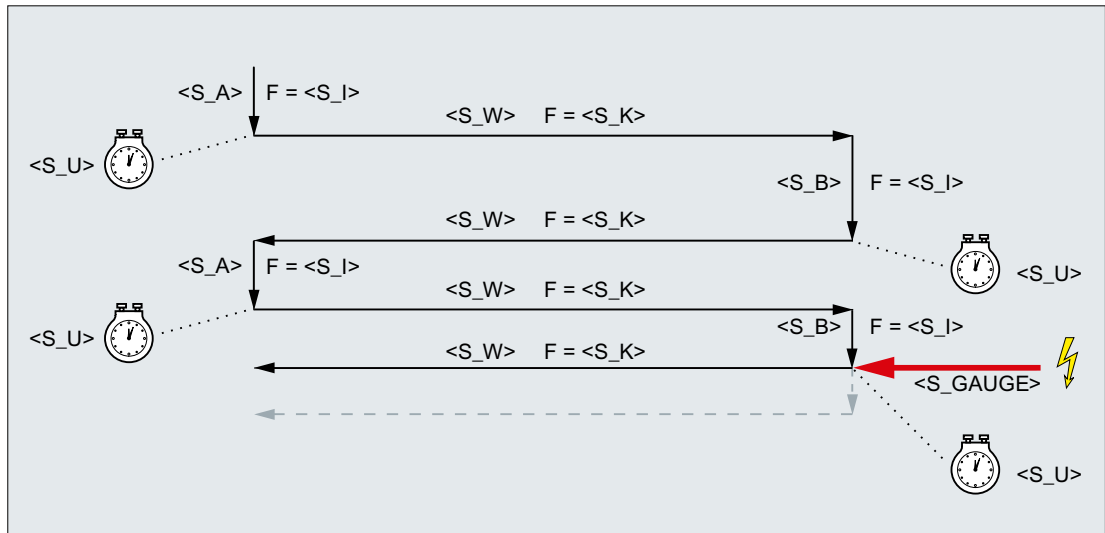 <S_A> F = <S_I>
<S_W> F = <S_K>
<S_U>
<S_B> F = <S_I>
<S_W> F = <S_K>
<S_A> F = <S_I>
<S_U>
<S_W> F = <S_K>
<S_U>
<S_B> F = <S_I>
<S_W> F = <S_K>
<S_GAUGE>
<S_U>